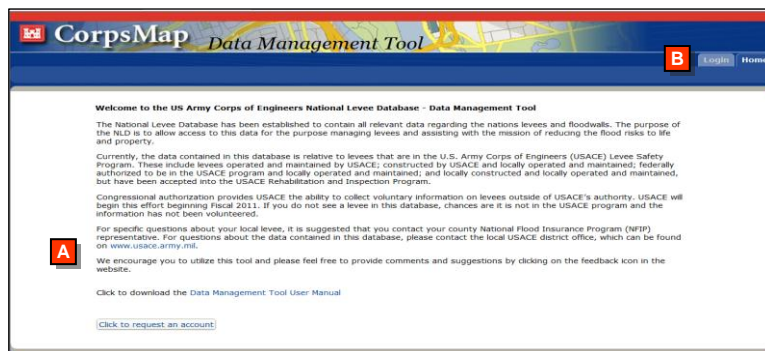 CorpsMap Data Management Tool
B
Login Home
Welcome to the US Army Corps of Engineers National Levee Database - Data Management Tool
The National Levee Database has been established to contain all relevant data regarding the nations levees and floodwalls. The purpose of
the NLD is to allow access to this data for the purpose managing levees and assisting with the mission of reducing the flood risks to life
and property.
Currently, the data contained in this database is relative to levees that are in the U.S. Army Corps of Engineers (USACE) Levee Safety
Program. These include levees operated and maintained by USACE; constructed by USACE and locally operated and maintained; federally
authorized to be in the USACE program and locally operated and maintained; and locally constructed and locally operated and maintained,
but have been accepted into the USACE Rehabilitation and Inspection Program.
Congressional authorization provides USACE the ability to collect voluntary information on levees outside of USACE's authority. USACE will
begin this effort beginning Fiscal 2011. If you do not see a levee in this database, chances are it is not in the USACE program and the
information has not been volunteered.
For specific questions about your local levee, it is suggested that you contact your county National Flood Insurance Program (NFIP)
representative. For questions about the data contained in this database, please contact the local USACE district office, which can be found
on www.usace.army.mil.
A
We encourage you to utilize this tool and please feel free to provide comments and suggestions by clicking on the feedback icon in the
website.
Click to download the Data Management Tool User Manual
Click to request an account